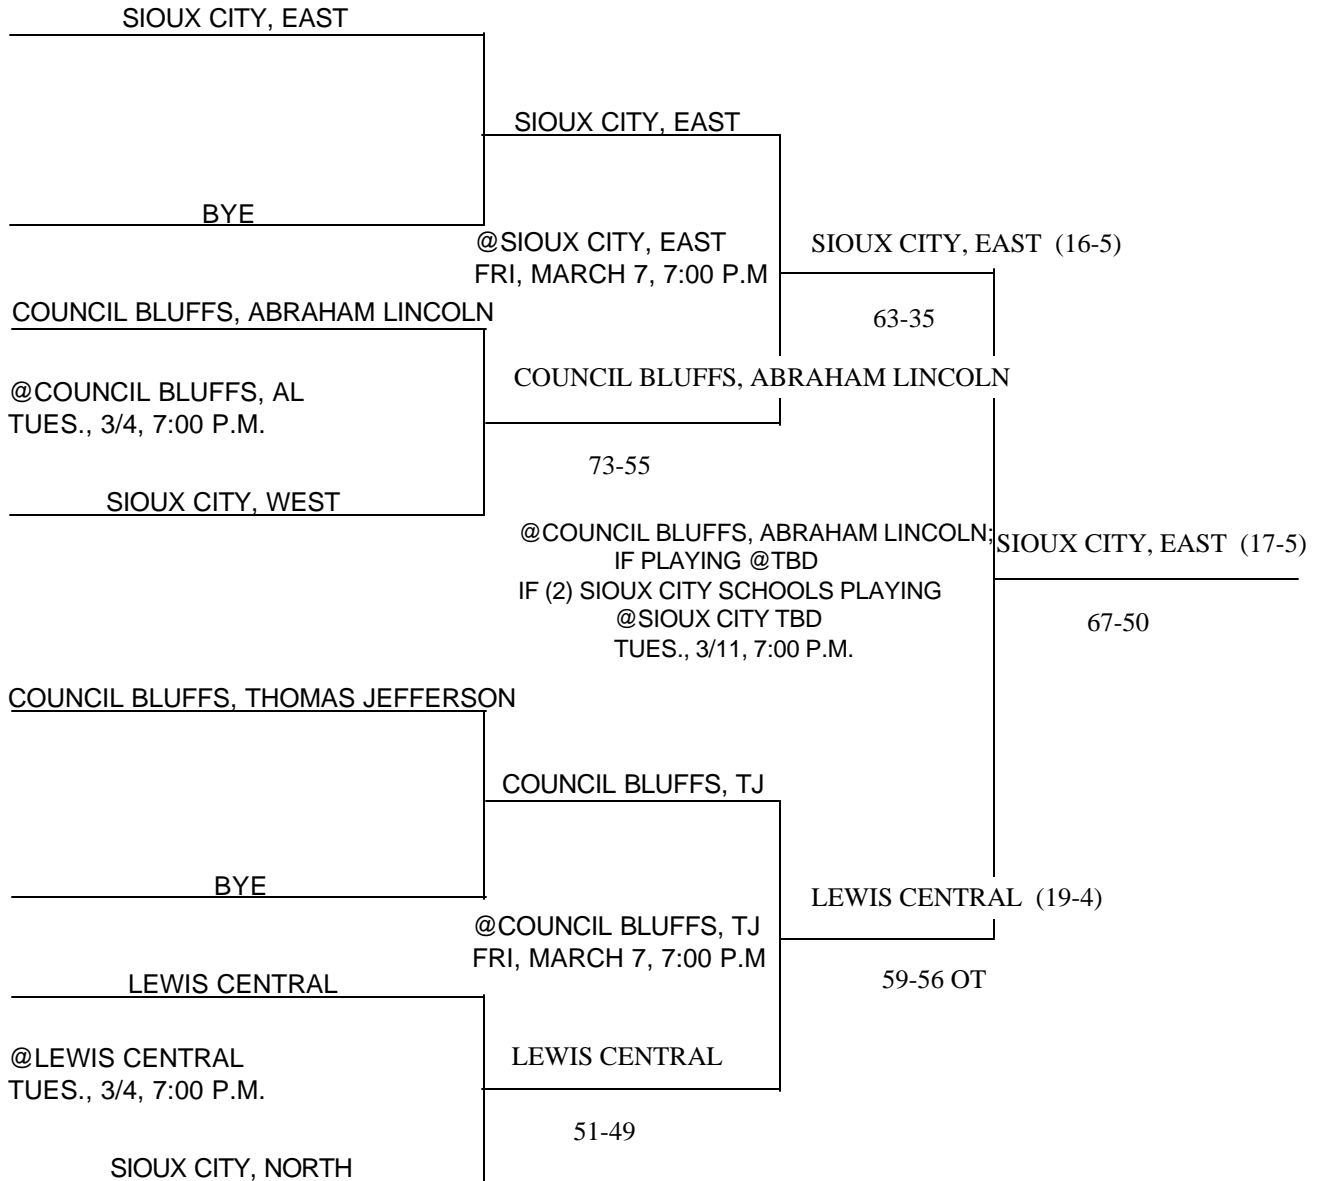 SIOUX CITY, EAST
SIOUX CITY, EAST
BYE
@SIOUX CITY, EAST
FRI, MARCH 7, 7:00 P.M
SIOUX CITY, EAST (16-5)
63-35
COUNCIL BLUFFS, ABRAHAM LINCOLN
@COUNCIL BLUFFS, AL
TUES., 3/4, 7:00 P.M.
COUNCIL BLUFFS, ABRAHAM LINCOLN
73-55
SIOUX CITY, WEST
@COUNCIL BLUFFS, ABRAHAM LINCOLN;
IF PLAYING @TBD
IF (2) SIOUX CITY SCHOOLS PLAYING
@SIOUX CITY TBD
TUES., 3/11, 7:00 P.M.
SIOUX CITY, EAST (17-5)
67-50
COUNCIL BLUFFS, THOMAS JEFFERSON
COUNCIL BLUFFS, TJ
BYE
@COUNCIL BLUFFS, TJ
FRI, MARCH 7, 7:00 P.M
LEWIS CENTRAL (19-4)
59-56 OT
LEWIS CENTRAL
@LEWIS CENTRAL
TUES., 3/4, 7:00 P.M.
LEWIS CENTRAL
51-49
SIOUX CITY, NORTH